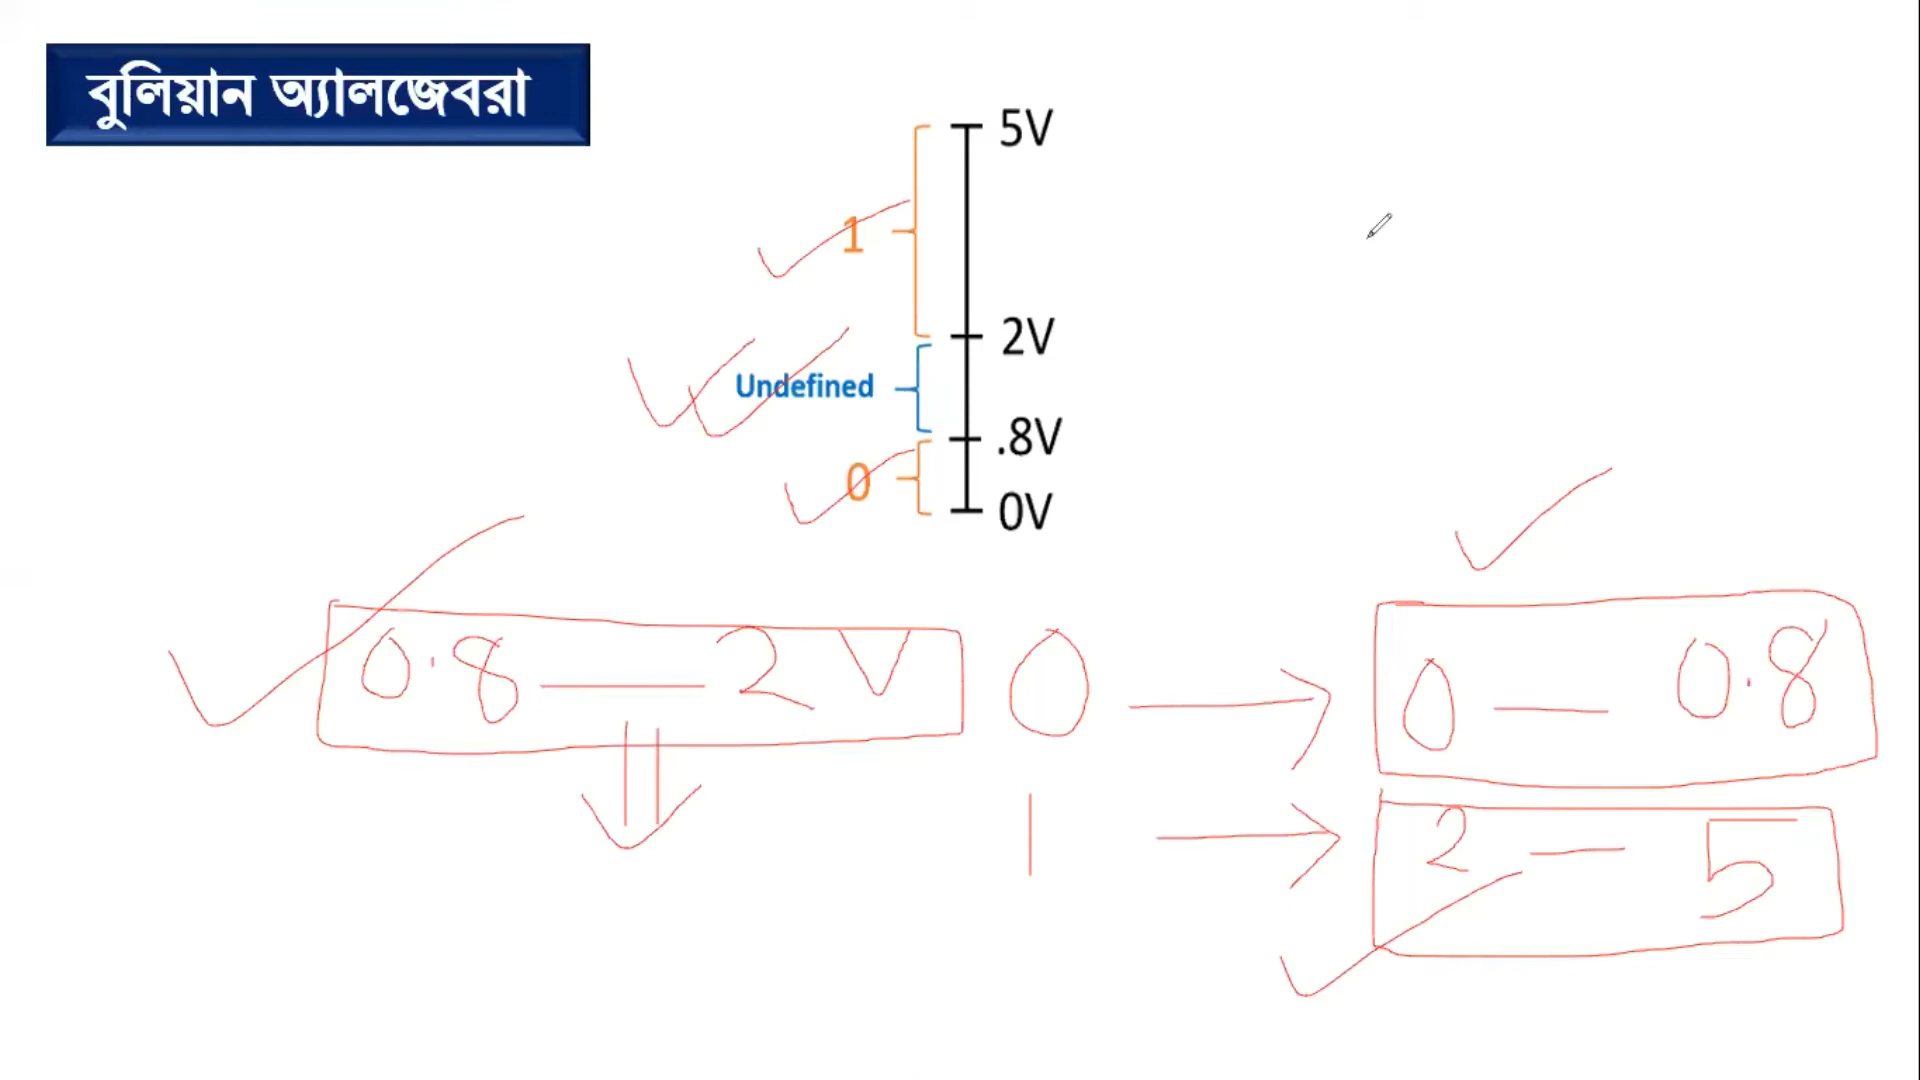 বুলিয়ান অ্যালজেবরা
5V
1
2V
Undefined
.8V
0
0V
0.8 — 2V
0 → 0 — 0.8
1 → 2 — 5